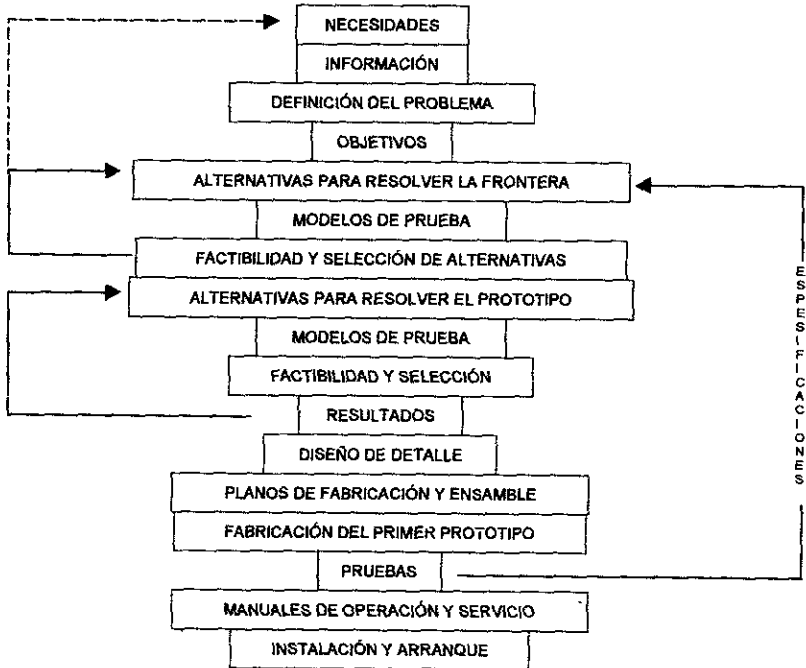 NECESIDADES
INFORMACIÓN
DEFINICIÓN DEL PROBLEMA
OBJETIVOS
ALTERNATIVAS PARA RESOLVER LA FRONTERA
MODELOS DE PRUEBA
FACTIBILIDAD Y SELECCIÓN DE ALTERNATIVAS
ALTERNATIVAS PARA RESOLVER EL PROTOTIPO
MODELOS DE PRUEBA
FACTIBILIDAD Y SELECCIÓN
RESULTADOS
DISEÑO DE DETALLE
PLANOS DE FABRICACIÓN Y ENSAMBLE
FABRICACIÓN DEL PRIMER PROTOTIPO
PRUEBAS
MANUALES DE OPERACIÓN Y SERVICIO
INSTALACIÓN Y ARRANQUE
ESPESIFICACIONES